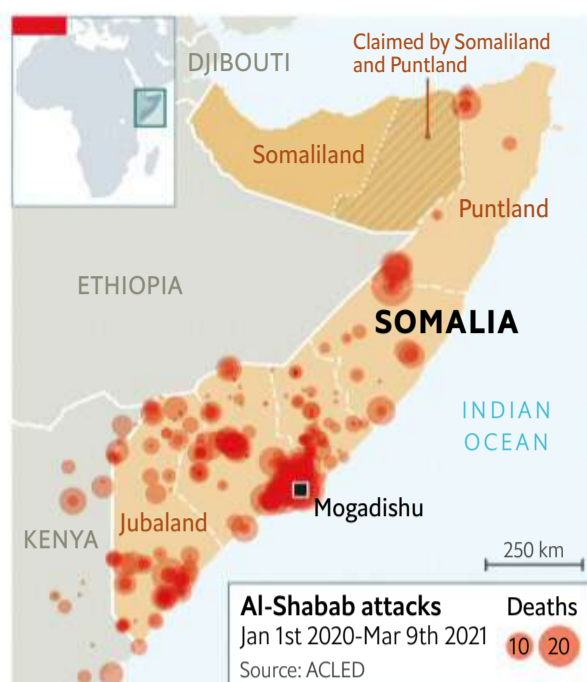 DJIBOUTI
Claimed by Somaliland
and Puntland
Somaliland
Puntland
ETHIOPIA
SOMALIA
INDIAN
OCEAN
Mogadishu
Jubaland
KENYA
250 km
Al-Shabab attacks
Jan 1st 2020-Mar 9th 2021
Source: ACLED
Deaths
10 20